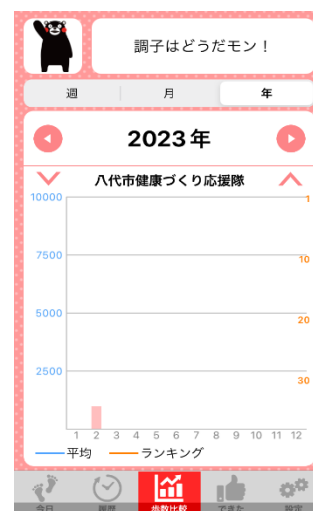 調子はどうだモン！
週 月 年
2023年
八代市健康づくり応援隊
10000 1
7500 10
5000 20
2500 30
1 2 3 4 5 6 7 8 9 10 11 12
平均 ランキング
今日 履歴 歩数比較 できた 設定